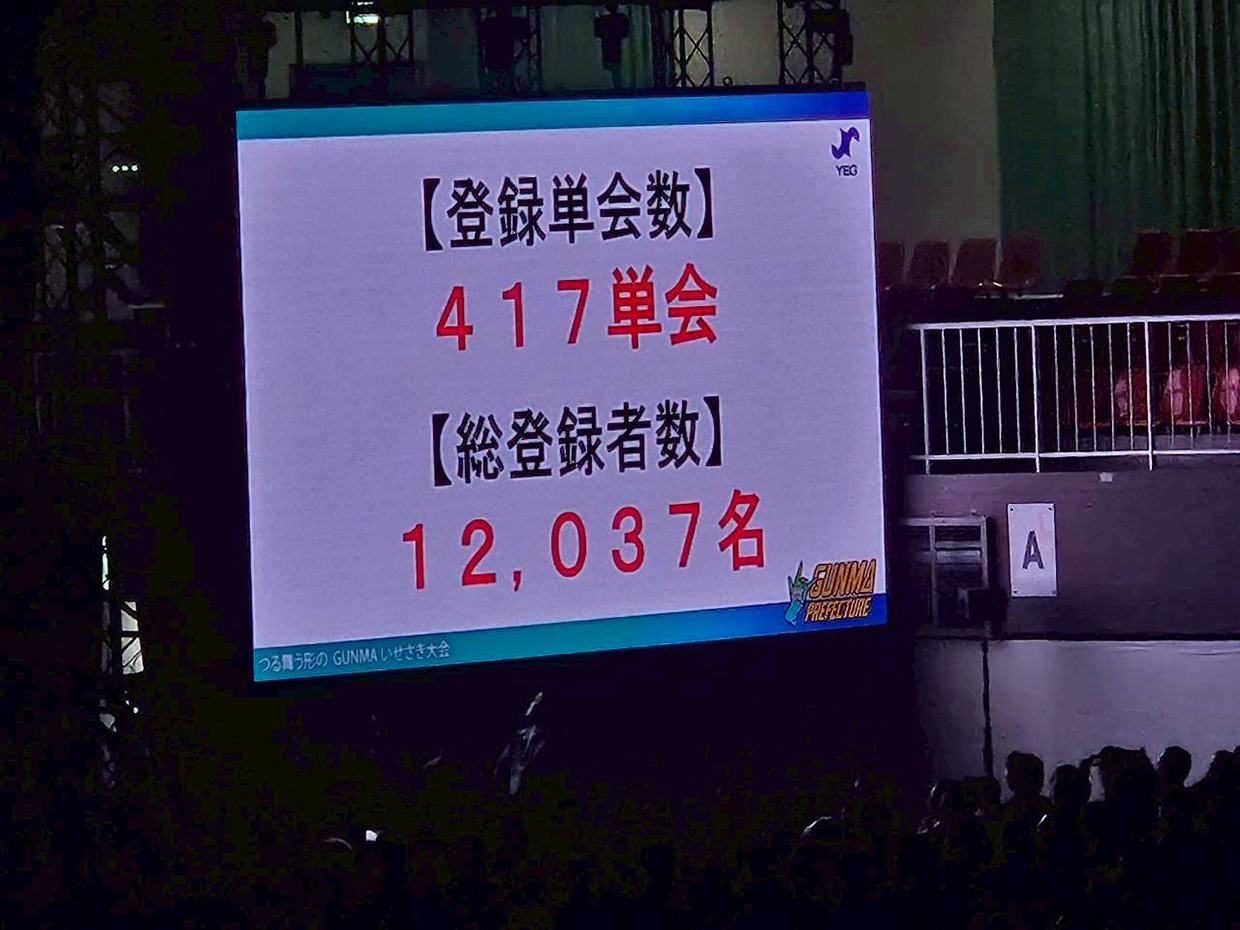 YEG
【登録単会数】
417単会
【総登録者数】
12,037名
GUNMA
PREFECTURE
つる舞う形の GUNMA いせさき大会
A